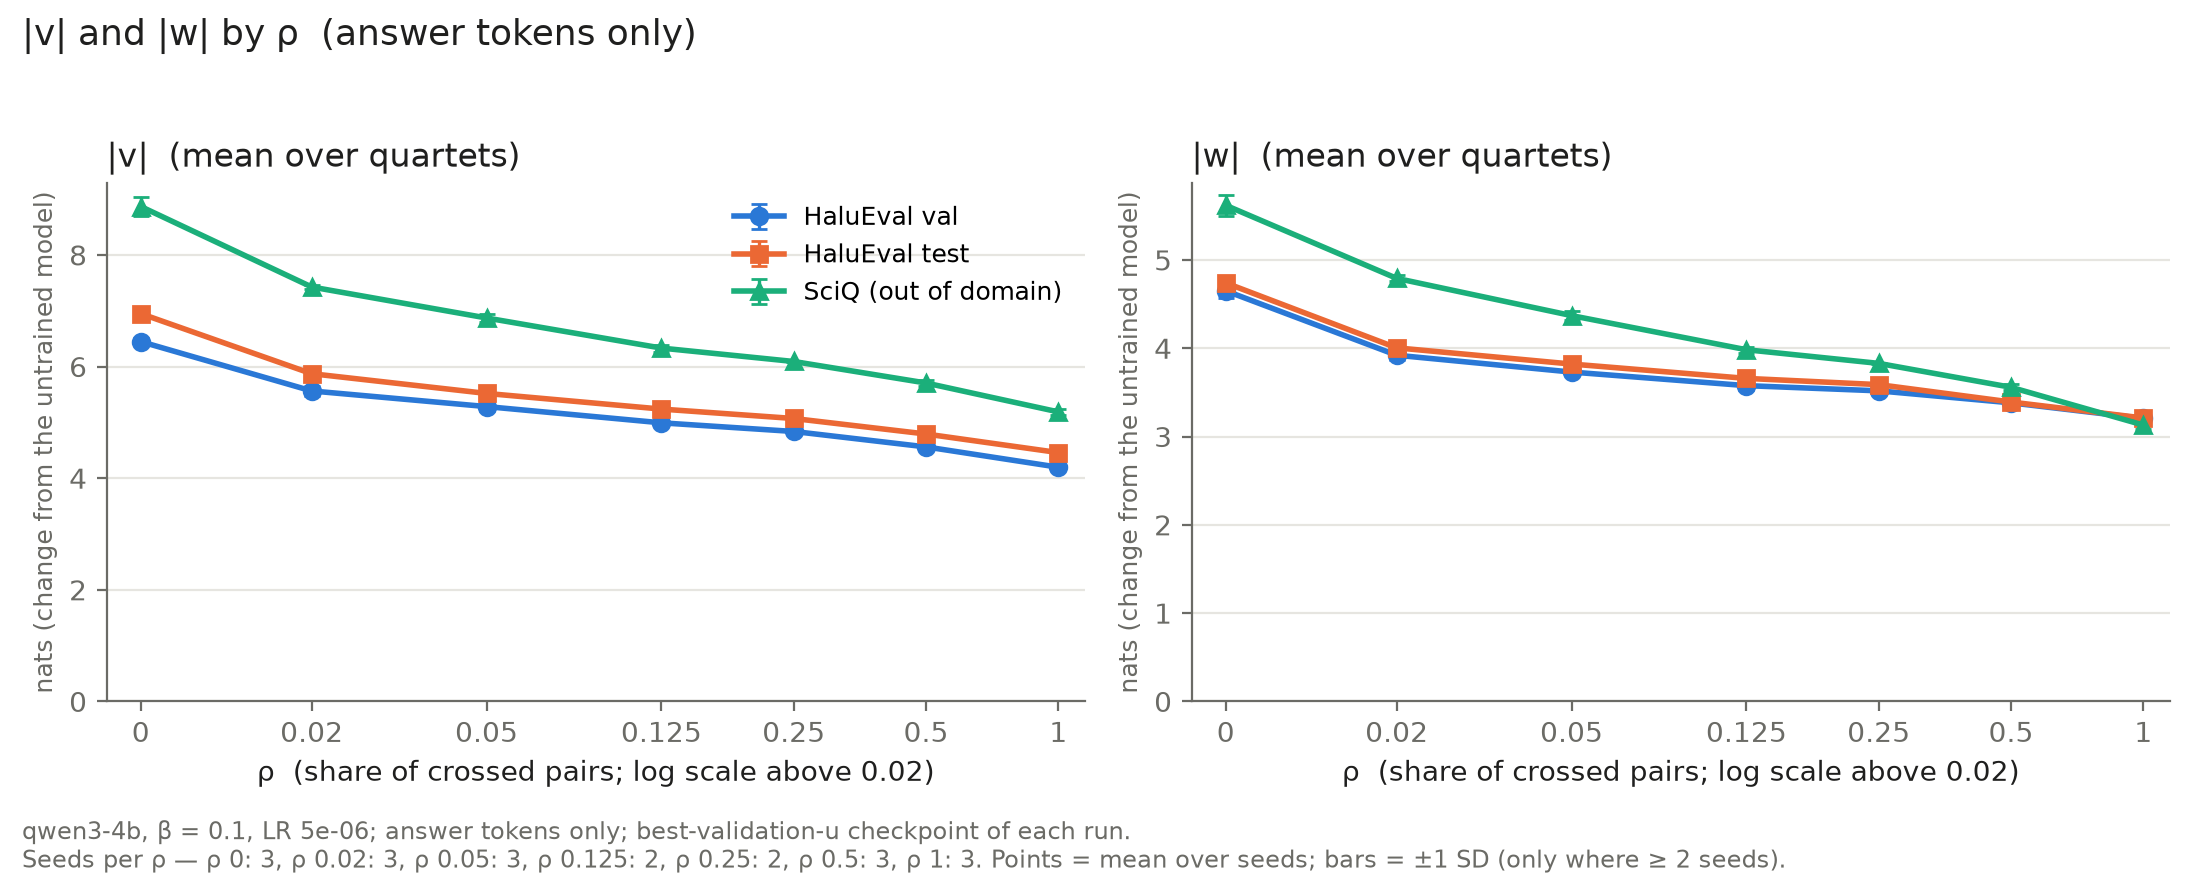 |v| and |w| by ρ  (answer tokens only)
|v|  (mean over quartets)
nats (change from the untrained model)
8
6
4
2
0
HaluEval val
HaluEval test
SciQ (out of domain)
0 0.02 0.05 0.125 0.25 0.5 1
ρ  (share of crossed pairs; log scale above 0.02)
|w|  (mean over quartets)
nats (change from the untrained model)
5
4
3
2
1
0
0 0.02 0.05 0.125 0.25 0.5 1
ρ  (share of crossed pairs; log scale above 0.02)
qwen3-4b, β = 0.1, LR 5e-06; answer tokens only; best-validation-u checkpoint of each run.
Seeds per ρ — ρ 0: 3, ρ 0.02: 3, ρ 0.05: 3, ρ 0.125: 2, ρ 0.25: 2, ρ 0.5: 3, ρ 1: 3. Points = mean over seeds; bars = ±1 SD (only where ≥ 2 seeds).